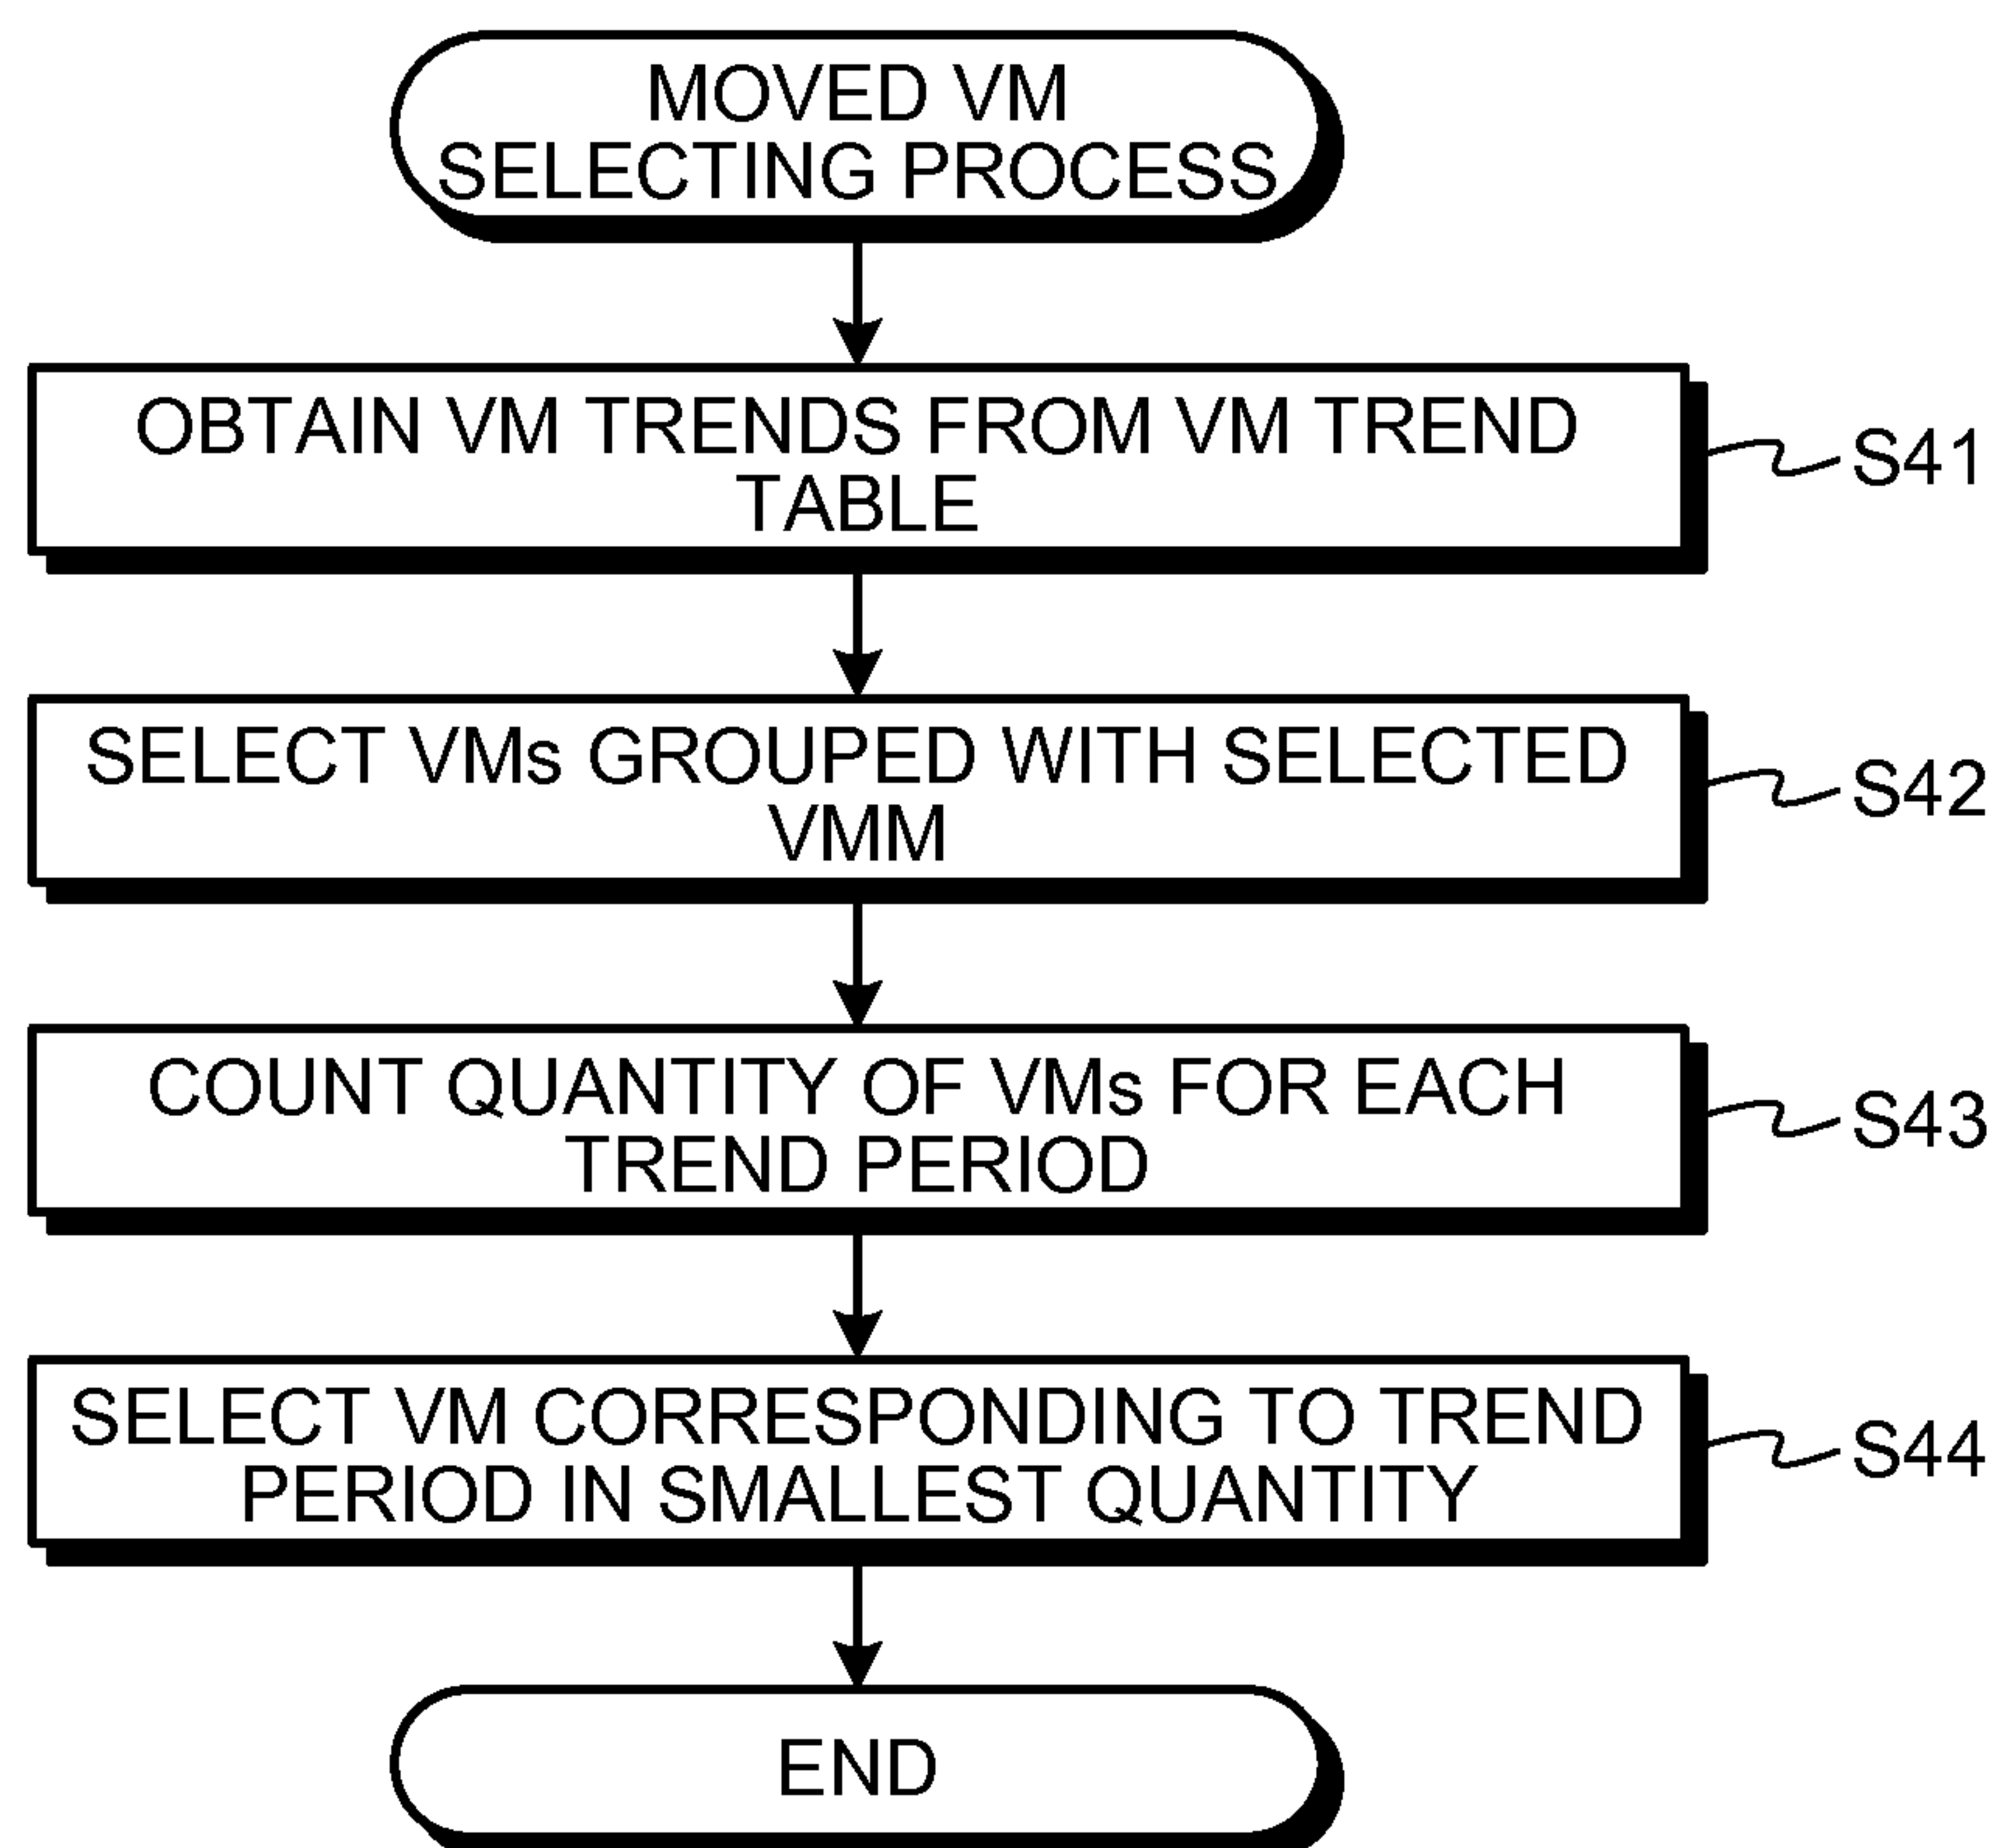 MOVED VM
SELECTING PROCESS
OBTAIN VM TRENDS FROM VM TREND
TABLE
S41
SELECT VMs GROUPED WITH SELECTED
VMM
S42
COUNT QUANTITY OF VMs FOR EACH
TREND PERIOD
S43
SELECT VM CORRESPONDING TO TREND
PERIOD IN SMALLEST QUANTITY
S44
END